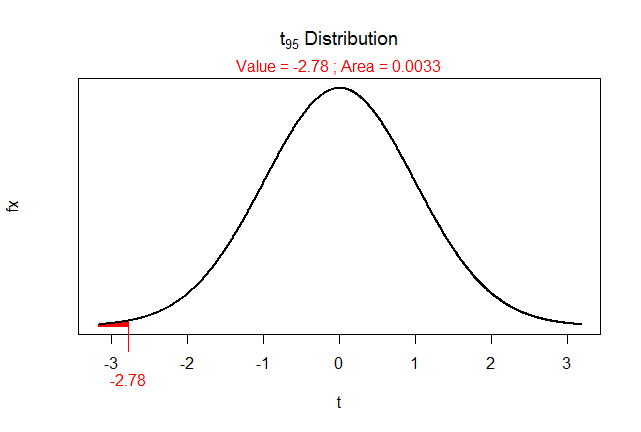 t95 Distribution
Value = -2.78 ; Area = 0.0033
fx
-3 -2 -1 0 1 2 3
-2.78
t